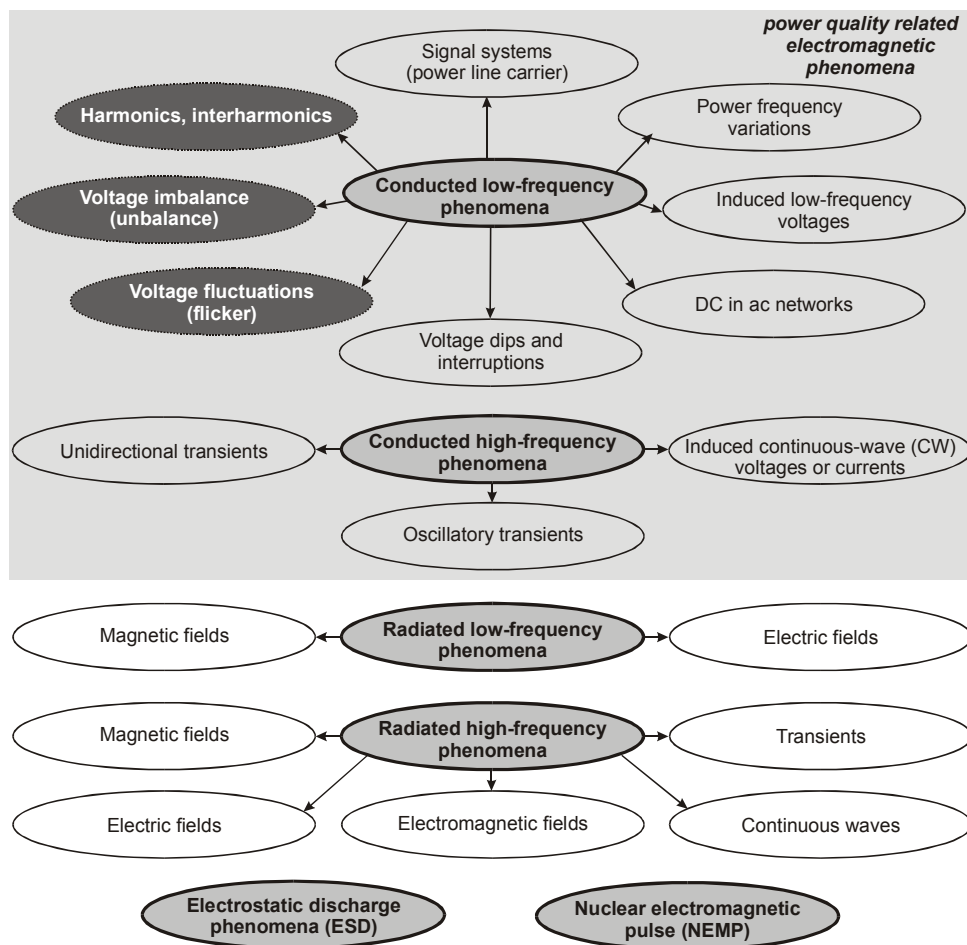 power quality related
electromagnetic
phenomena
Signal systems
(power line carrier)
Harmonics, interharmonics
Power frequency
variations
Conducted low-frequency
phenomena
Voltage imbalance
(unbalance)
Induced low-frequency
voltages
Voltage fluctuations
(flicker)
DC in ac networks
Voltage dips and
interruptions
Unidirectional transients
Conducted high-frequency
phenomena
Induced continuous-wave (CW)
voltages or currents
Oscillatory transients
Magnetic fields
Radiated low-frequency
phenomena
Electric fields
Magnetic fields
Radiated high-frequency
phenomena
Transients
Electric fields
Electromagnetic fields
Continuous waves
Electrostatic discharge
phenomena (ESD)
Nuclear electromagnetic
pulse (NEMP)